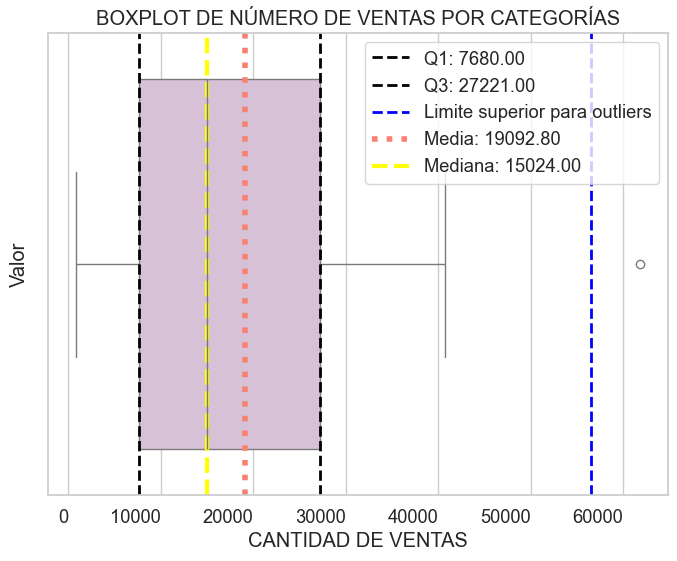 BOXPLOT DE NÚMERO DE VENTAS POR CATEGORÍAS
Q1: 7680.00
Q3: 27221.00
Limite superior para outliers
Media: 19092.80
Mediana: 15024.00
Valor
0 10000 20000 30000 40000 50000 60000
CANTIDAD DE VENTAS